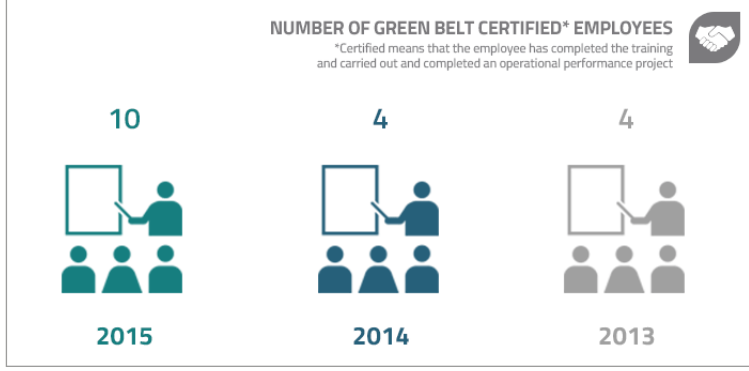 NUMBER OF GREEN BELT CERTIFIED* EMPLOYEES
*Certified means that the employee has completed the training
and carried out and completed an operational performance project
10
4
4
2015
2014
2013